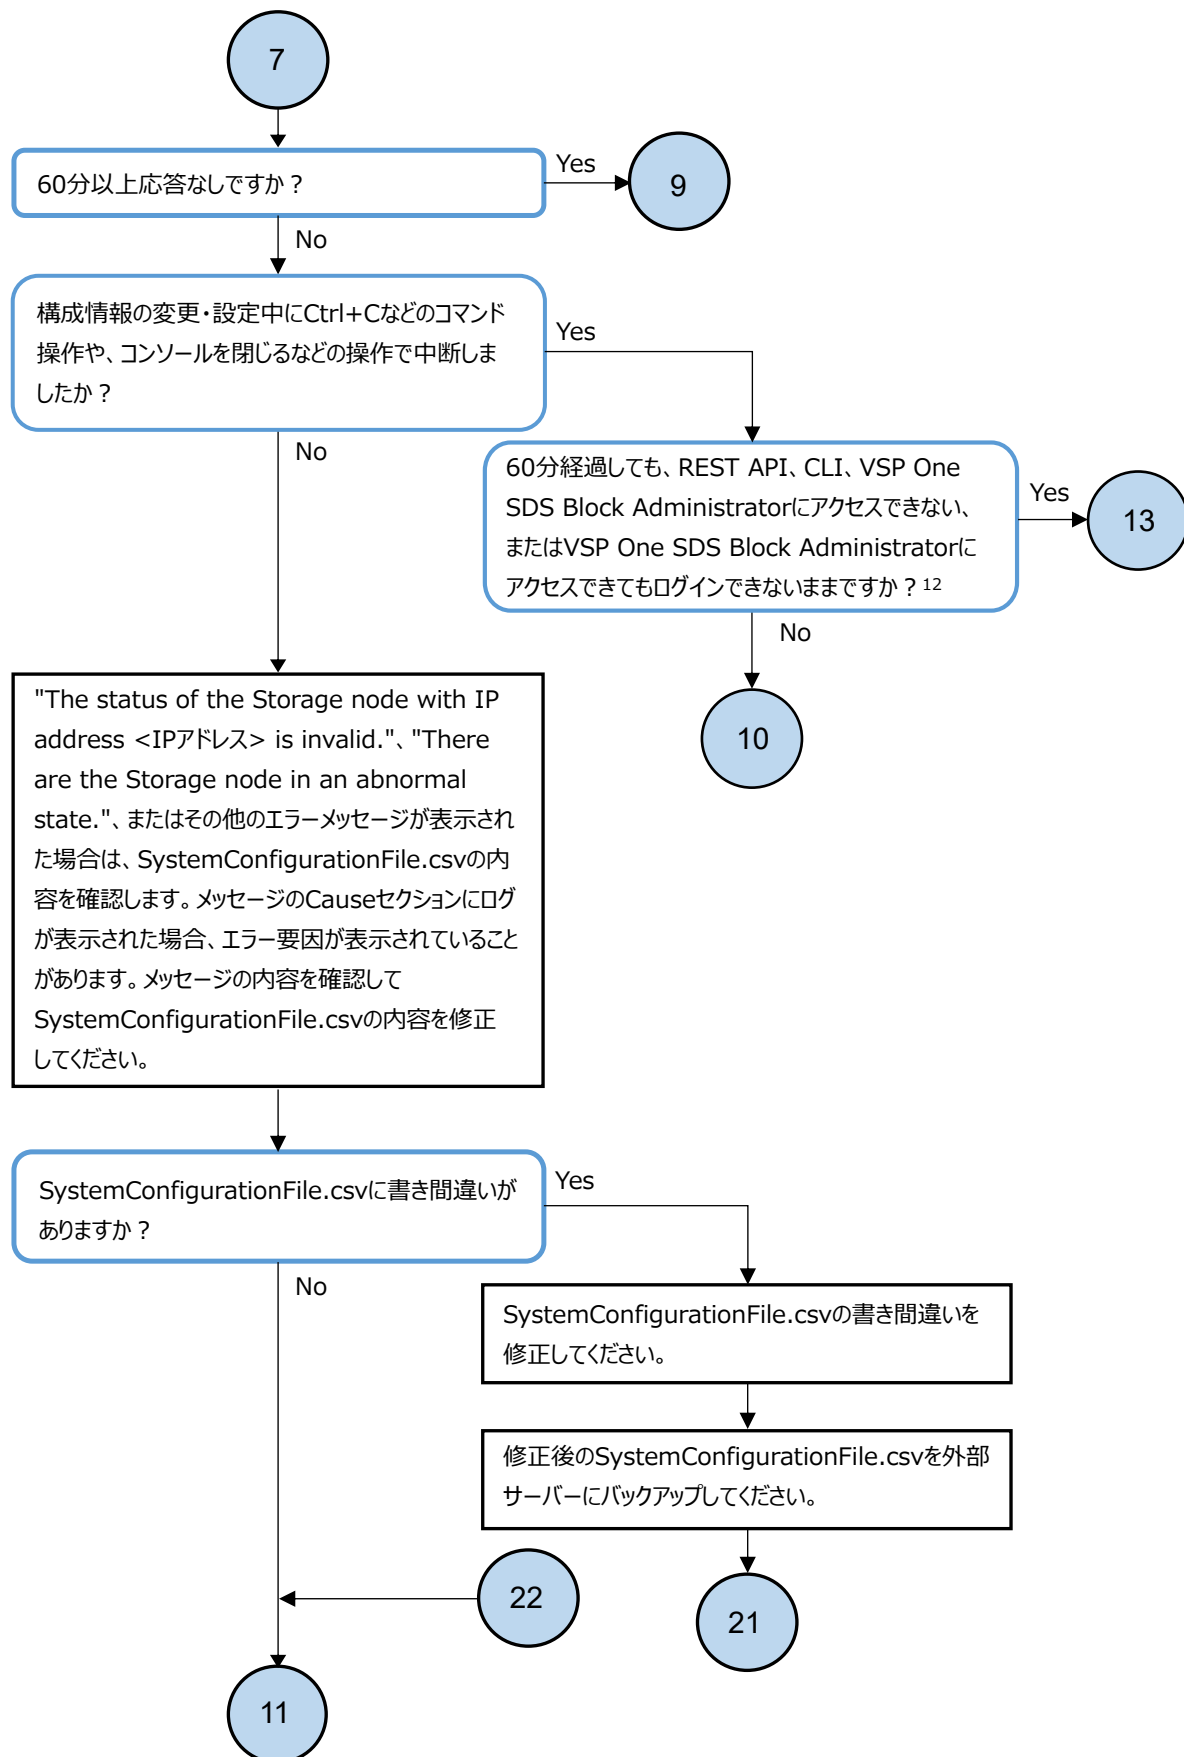 7
60分以上応答なしですか？
Yes
9
No
構成情報の変更・設定中にCtrl+Cなどのコマンド
操作や、コンソールを閉じるなどの操作で中断しま
したか？
Yes
No
60分経過しても、REST API、CLI、VSP One
SDS Block Administratorにアクセスできない、
またはVSP One SDS Block Administratorに
アクセスできてもログインできないままですか？12
Yes
13
No
10
"The status of the Storage node with IP
address <IPアドレス> is invalid."、"There
are the Storage node in an abnormal
state."、またはその他のエラーメッセージが表示され
た場合は、SystemConfigurationFile.csvの内
容を確認します。メッセージのCauseセクションにログ
が表示された場合、エラー要因が表示されていること
があります。メッセージの内容を確認して
SystemConfigurationFile.csvの内容を修正
してください。
SystemConfigurationFile.csvに書き間違いが
ありますか？
Yes
No
SystemConfigurationFile.csvの書き間違いを
修正してください。
修正後のSystemConfigurationFile.csvを外部
サーバーにバックアップしてください。
22
21
11